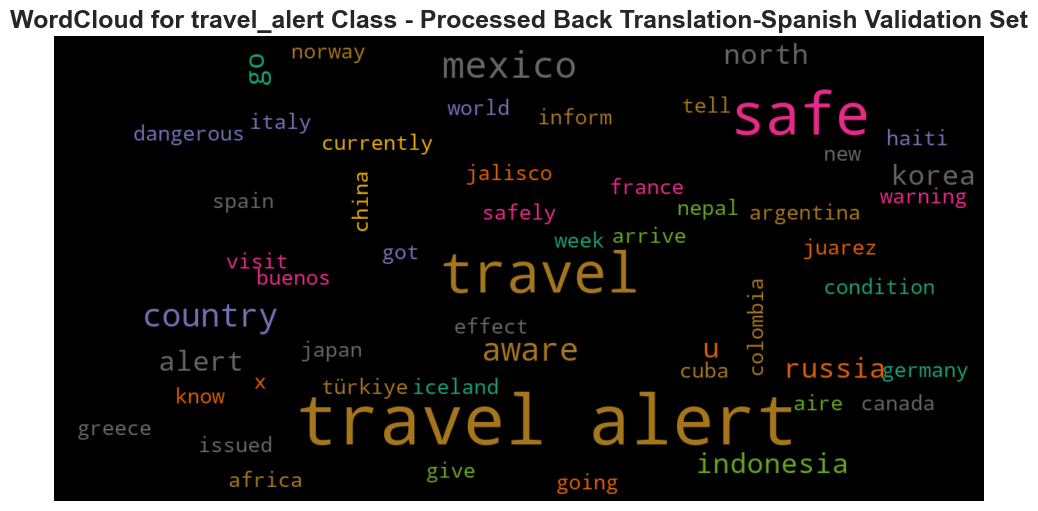 WordCloud for travel_alert Class - Processed Back Translation-Spanish Validation Set
norway
go
mexico
north
world
tell
safe
italy
inform
dangerous
currently
haiti
new
jalisco
korea
china
france
warning
spain
safely
nepal
argentina
week
arrive
juarez
got
visit
buenos
travel
condition
colombia
country
effect
alert
japan
aware
u
cuba
russia
germany
know
x
türkiye
iceland
aire
canada
greece
travel alert
issued
indonesia
africa
give
going